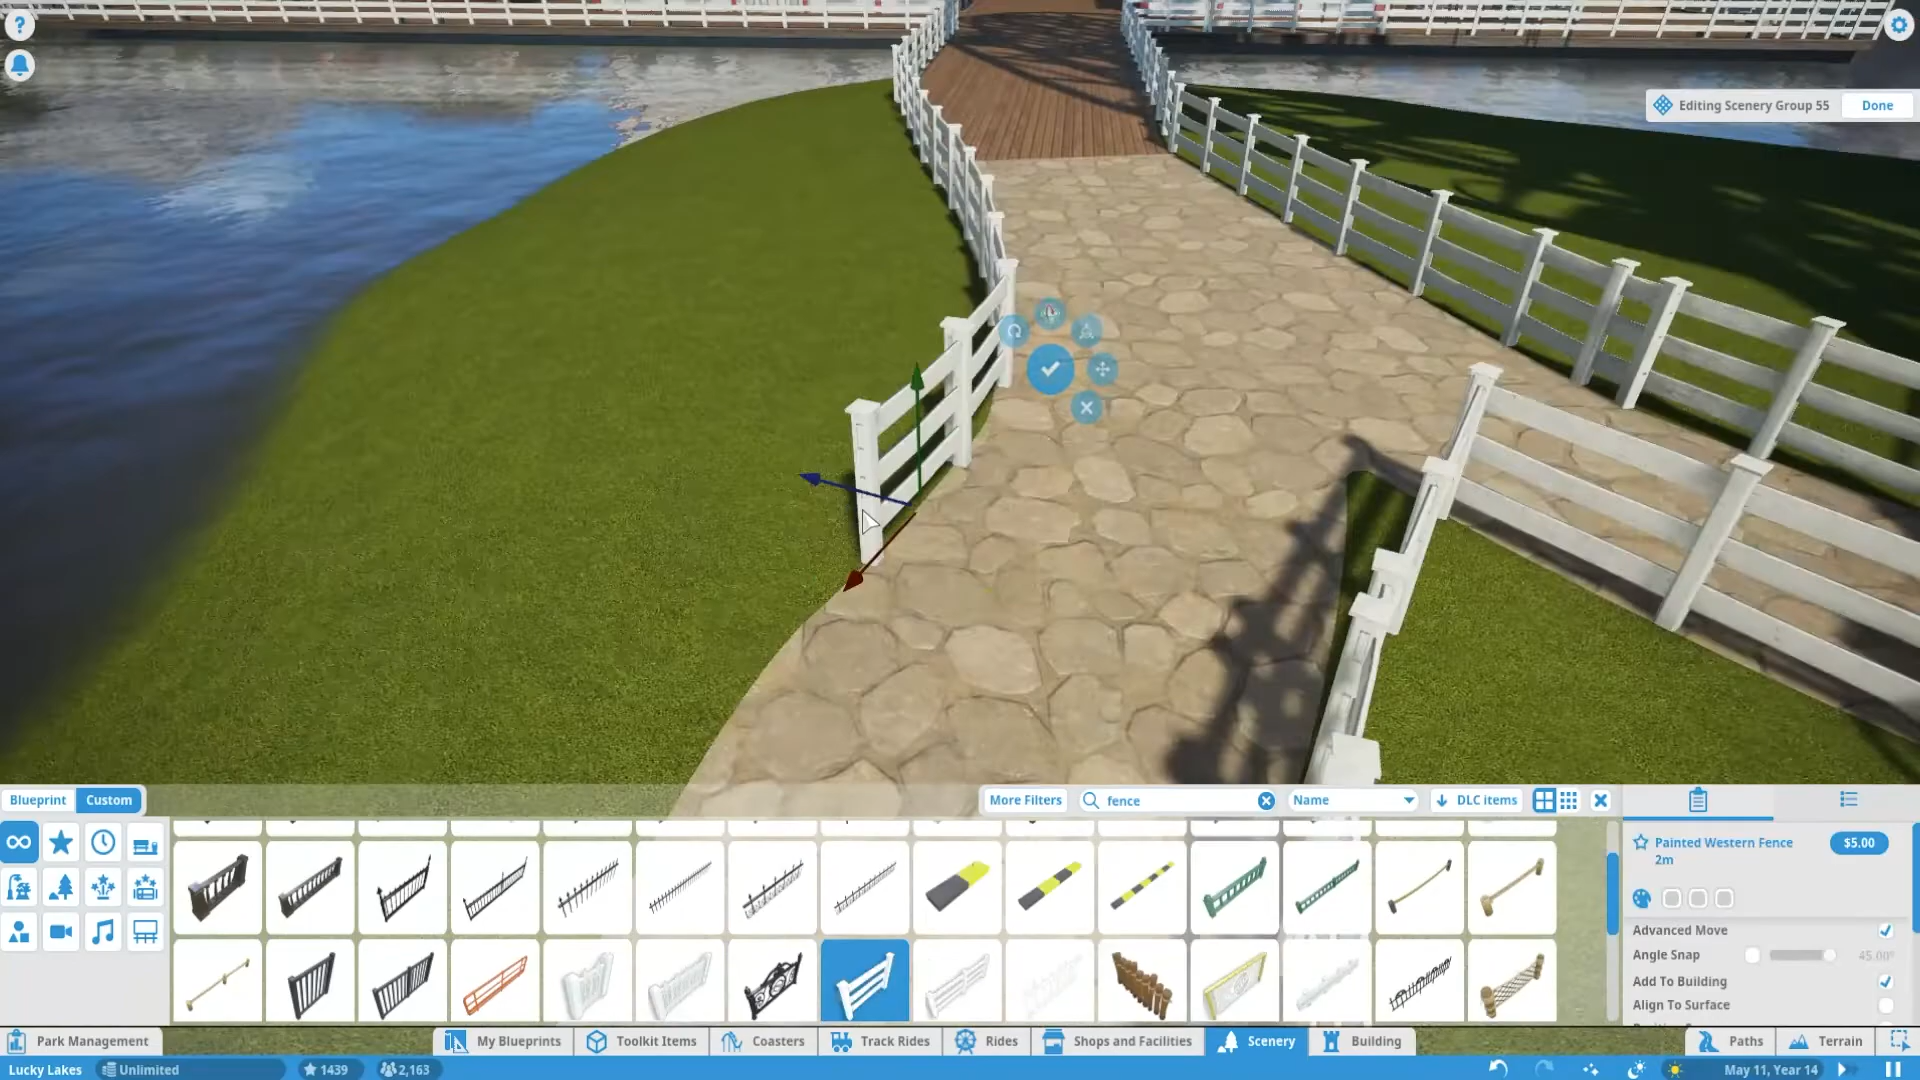 ?
Editing Scenery Group 55
Done
Blueprint
Custom
More Filters
fence
Name
DLC items
Painted Western Fence
2m
$5.00
Advanced Move
Angle Snap
45.00°
Add To Building
Align To Surface
Park Management
My Blueprints
Toolkit Items
Coasters
Track Rides
Rides
Shops and Facilities
Scenery
Building
Paths
Terrain
Lucky Lakes
Unlimited
1439
2,163
May 11, Year 14